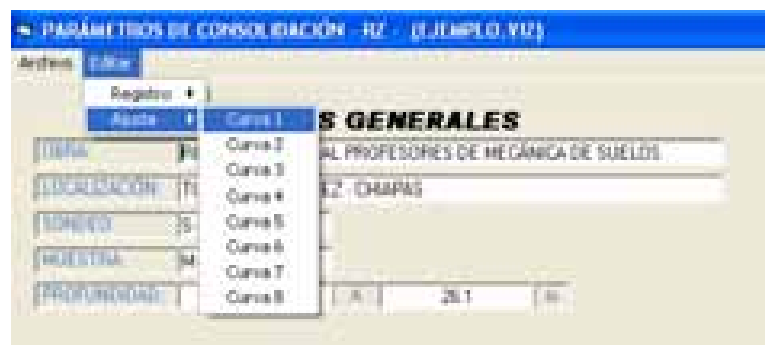 PARÁMETROS DE CONSOLIDACIÓN - RZ - (EJEMPLO.VIZ)
Archivo Editar
Registro
Ajuste Curva 1
S GENERALES
Curva 2
Curva 3
Curva 4
Curva 5
Curva 6
Curva 7
Curva 8
OBRA AL PROFESORES DE MECÁNICA DE SUELOS
LOCALIZACIÓN EZ CHIAPAS
SONDEO S
MUESTRA M
PROFUNDIDAD A 26.1 m